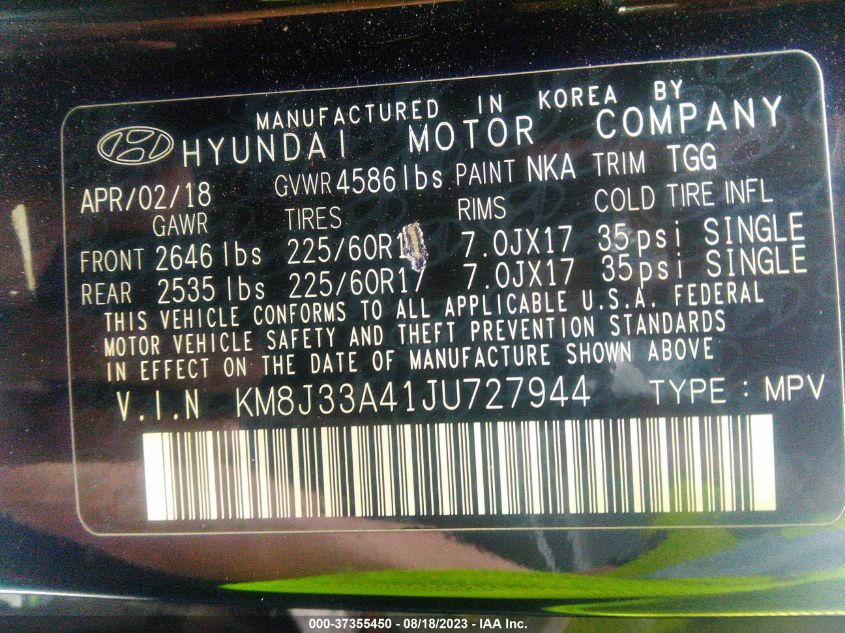 MANUFACTURED IN KOREA BY
HYUNDAI MOTOR COMPANY
APR/02/18 GVWR 4586 lbs PAINT NKA TRIM TGG
GAWR TIRES RIMS COLD TIRE INFL
FRONT 2646 lbs 225/60R1 7.0JX17 35psi SINGLE
REAR 2535 lbs 225/60R17 7.0JX17 35psi SINGLE
THIS VEHICLE CONFORMS TO ALL APPLICABLE U.S.A. FEDERAL
MOTOR VEHICLE SAFETY AND THEFT PREVENTION STANDARDS
IN EFFECT ON THE DATE OF MANUFACTURE SHOWN ABOVE
V.I.N KM8J33A41JU727944 TYPE : MPV
000-37355450 - 08/18/2023 - IAA Inc.